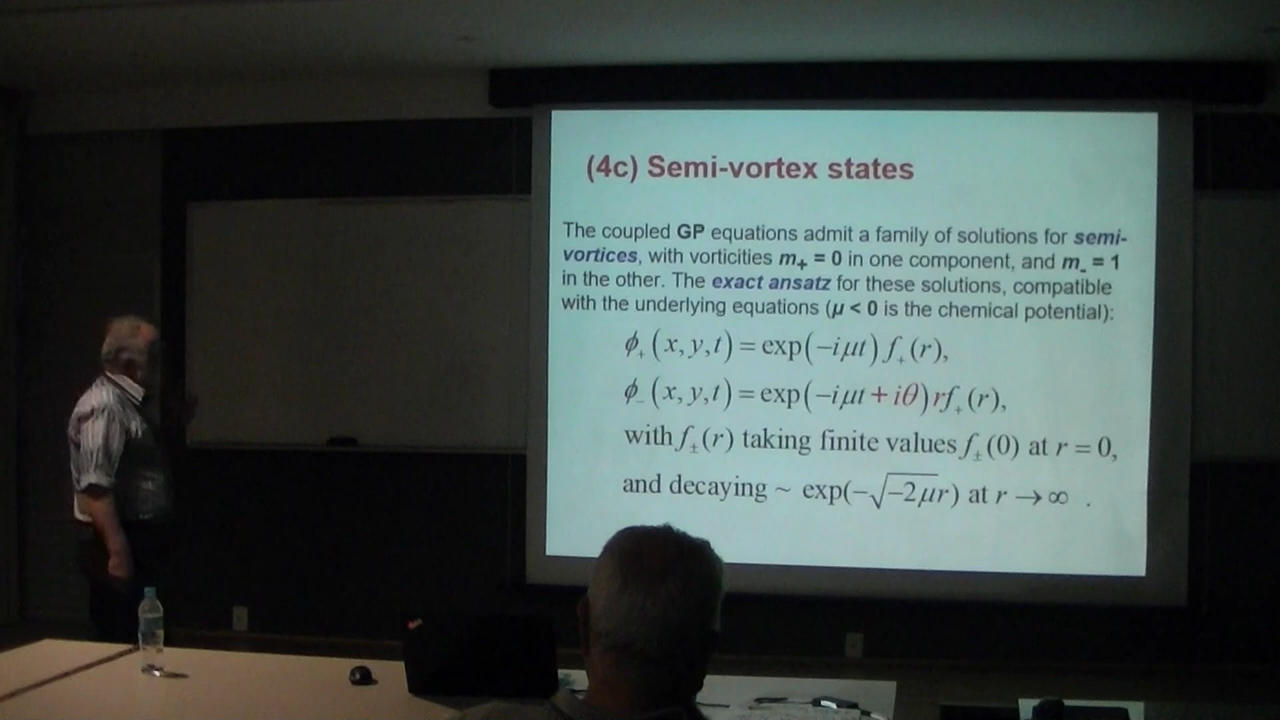 (4c) Semi-vortex states
The coupled GP equations admit a family of solutions for semi-
vortices, with vorticities m₊ = 0 in one component, and m₋ = 1
in the other. The exact ansatz for these solutions, compatible
with the underlying equations (μ < 0 is the chemical potential):
ϕ₊(x,y,t) = exp(−iμt) f₊(r),
ϕ₋(x,y,t) = exp(−iμt + iθ) rf₊(r),
with f±(r) taking finite values f±(0) at r = 0,
and decaying ~ exp(−√−2μr) at r → ∞ .